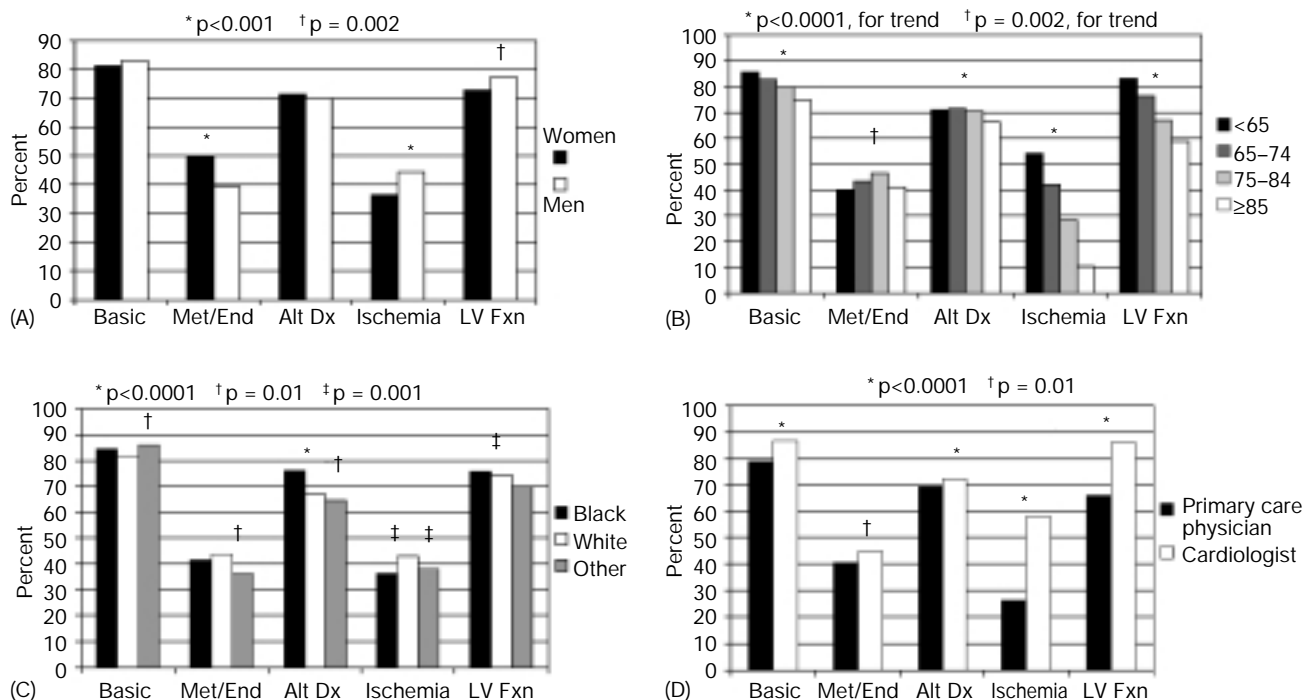 * p<0.001 † p = 0.002
Percent
90
80
70
60
50
40
30
20
10
0
*
*
†
Women
Men
(A)
Basic Met/End Alt Dx Ischemia LV Fxn
* p<0.0001, for trend † p = 0.002, for trend
Percent
100
90
80
70
60
50
40
30
20
10
0
*
†
*
*
*
<65
65–74
75–84
≥85
(B)
Basic Met/End Alt Dx Ischemia LV Fxn
* p<0.0001 † p = 0.01 ‡ p = 0.001
Percent
100
90
80
70
60
50
40
30
20
10
0
†
†
*
†
‡ ‡
‡
Black
White
Other
(C)
Basic Met/End Alt Dx Ischemia LV Fxn
* p<0.0001 † p = 0.01
Percent
100
90
80
70
60
50
40
30
20
10
0
*
†
*
*
*
Primary care
physician
Cardiologist
(D)
Basic Met/End Alt Dx Ischemia LV Fxn